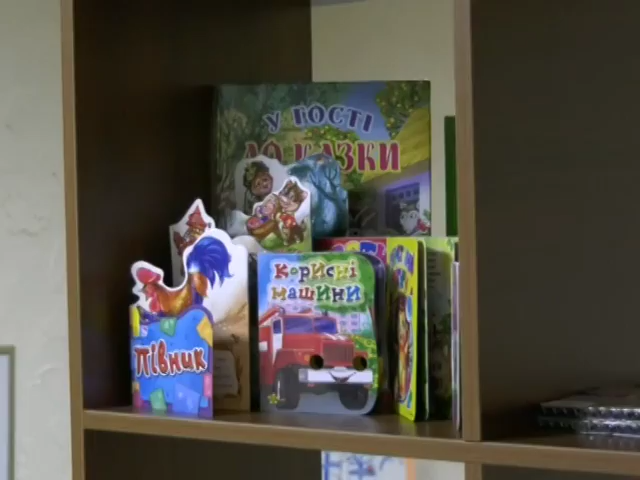 У ГОСТІ
ДО КАЗКИ
Корисні
машини
Півник